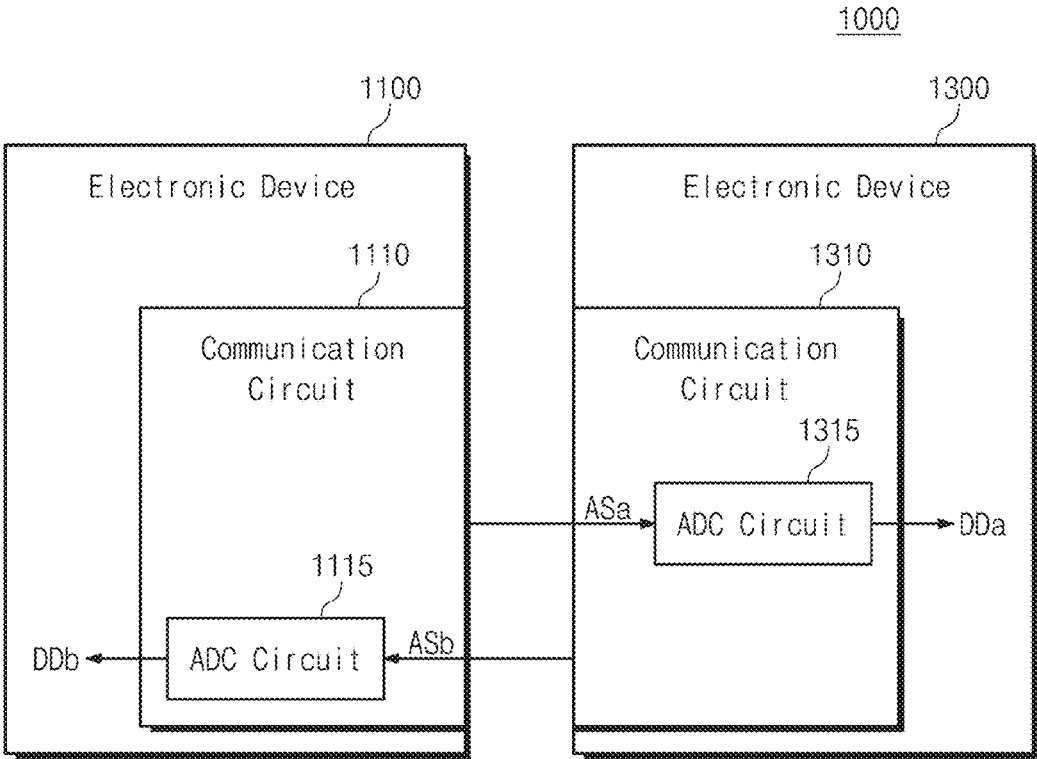 1000
1100
1300
Electronic Device
Electronic Device
1110
1310
Communication
Circuit
Communication
Circuit
1315
ASa
ADC Circuit
DDa
1115
DDb
ADC Circuit
ASb